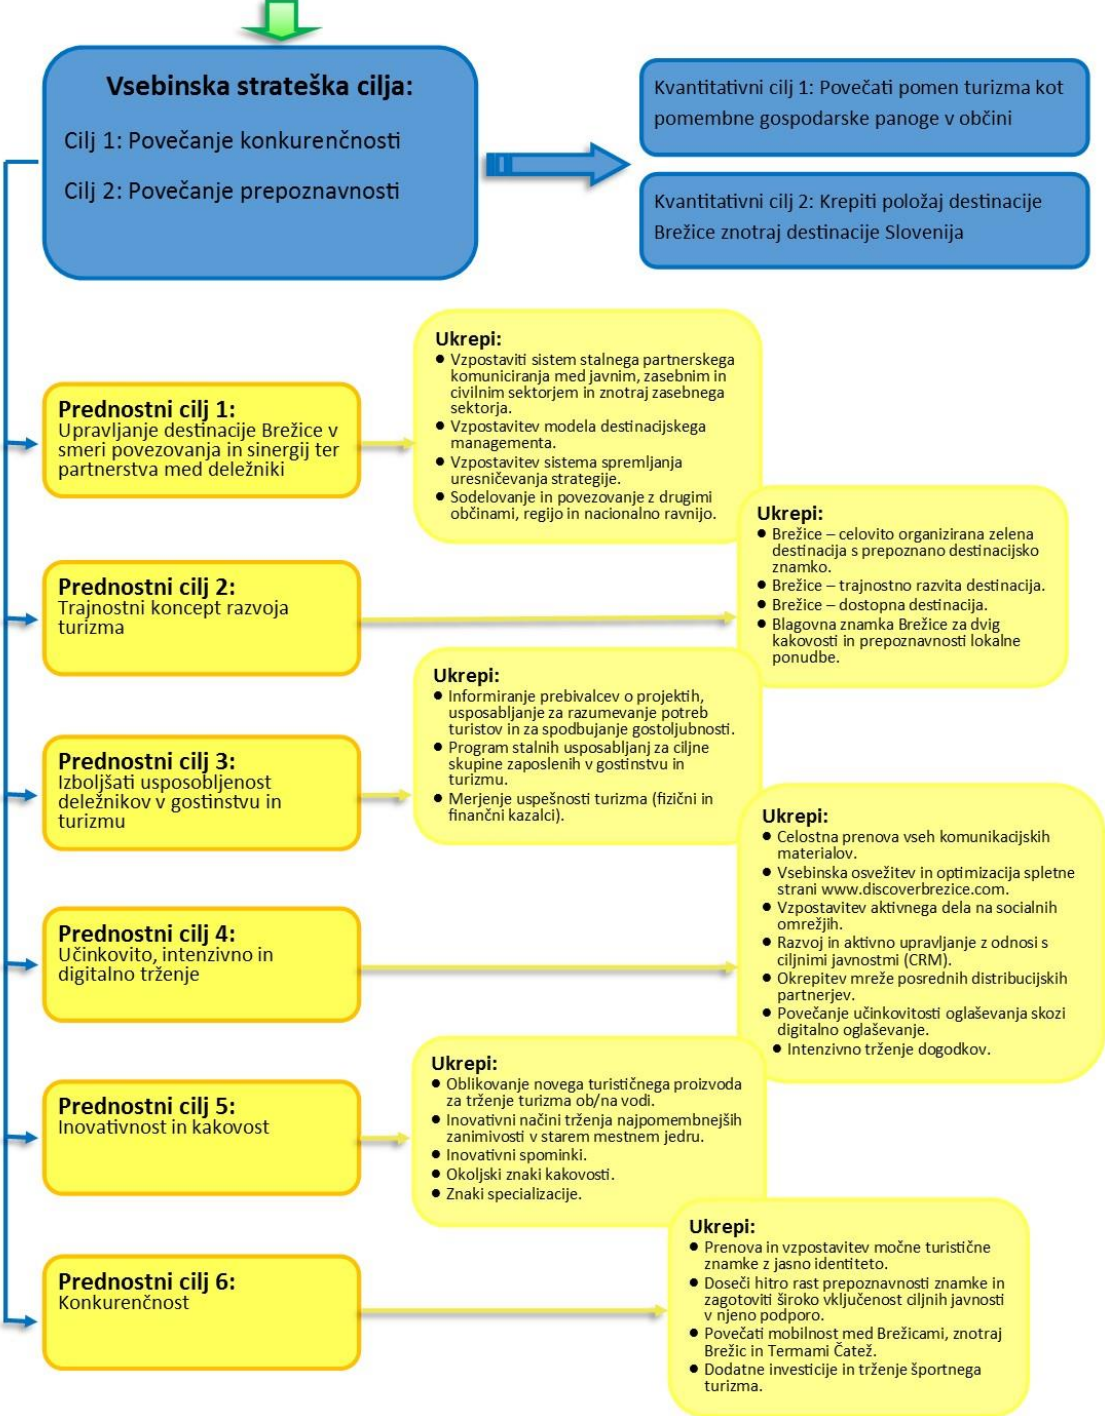 Vsebinska strateška cilja:
Cilj 1: Povečanje konkurenčnosti
Cilj 2: Povečanje prepoznavnosti
Kvantitativni cilj 1: Povečati pomen turizma kot
pomembne gospodarske panoge v občini
Kvantitativni cilj 2: Krepiti položaj destinacije
Brežice znotraj destinacije Slovenija
Prednostni cilj 1:
Upravljanje destinacije Brežice v
smeri povezovanja in sinergij ter
partnerstva med deležniki
Ukrepi:
● Vzpostaviti sistem stalnega partnerskega
komuniciranja med javnim, zasebnim in
civilnim sektorjem in znotraj zasebnega
sektorja.
● Vzpostavitev modela destinacijskega
managementa.
● Vzpostavitev sistema spremljanja
uresničevanja strategije.
● Sodelovanje in povezovanje z drugimi
občinami, regijo in nacionalno ravnijo.
Prednostni cilj 2:
Trajnostni koncept razvoja
turizma
Ukrepi:
● Brežice – celovito organizirana zelena
destinacija s prepoznano destinacijsko
znamko.
● Brežice – trajnostno razvita destinacija.
● Brežice – dostopna destinacija.
● Blagovna znamka Brežice za dvig
kakovosti in prepoznavnosti lokalne
ponudbe.
Prednostni cilj 3:
Izboljšati usposobljenost
deležnikov v gostinstvu in
turizmu
Ukrepi:
● Informiranje prebivalcev o projektih,
usposabljanje za razumevanje potreb
turistov in za spodbujanje gostoljubnosti.
● Program stalnih usposabljanj za ciljne
skupine zaposlenih v gostinstvu in
turizmu.
● Merjenje uspešnosti turizma (fizični in
finančni kazalci).
Prednostni cilj 4:
Učinkovito, intenzivno in
digitalno trženje
Ukrepi:
● Celostna prenova vseh komunikacijskih
materialov.
● Vsebinska osvežitev in optimizacija spletne
strani www.discoverbrezice.com.
● Vzpostavitev aktivnega dela na socialnih
omrežjih.
● Razvoj in aktivno upravljanje z odnosi s
ciljnimi javnostmi (CRM).
● Okrepitev mreže posrednih distribucijskih
partnerjev.
● Povečanje učinkovitosti oglaševanja skozi
digitalno oglaševanje.
● Intenzivno trženje dogodkov.
Prednostni cilj 5:
Inovativnost in kakovost
Ukrepi:
● Oblikovanje novega turističnega proizvoda
za trženje turizma ob/na vodi.
● Inovativni načini trženja najpomembnejših
zanimivosti v starem mestnem jedru.
● Inovativni spominki.
● Okoljski znaki kakovosti.
● Znaki specializacije.
Prednostni cilj 6:
Konkurenčnost
Ukrepi:
● Prenova in vzpostavitev močne turistične
znamke z jasno identiteto.
● Doseči hitro rast prepoznavnosti znamke in
zagotoviti široko vključenost ciljnih javnosti
v njeno podporo.
● Povečati mobilnost med Brežicami, znotraj
Brežic in Termami Čatež.
● Dodatne investicije in trženje športnega
turizma.